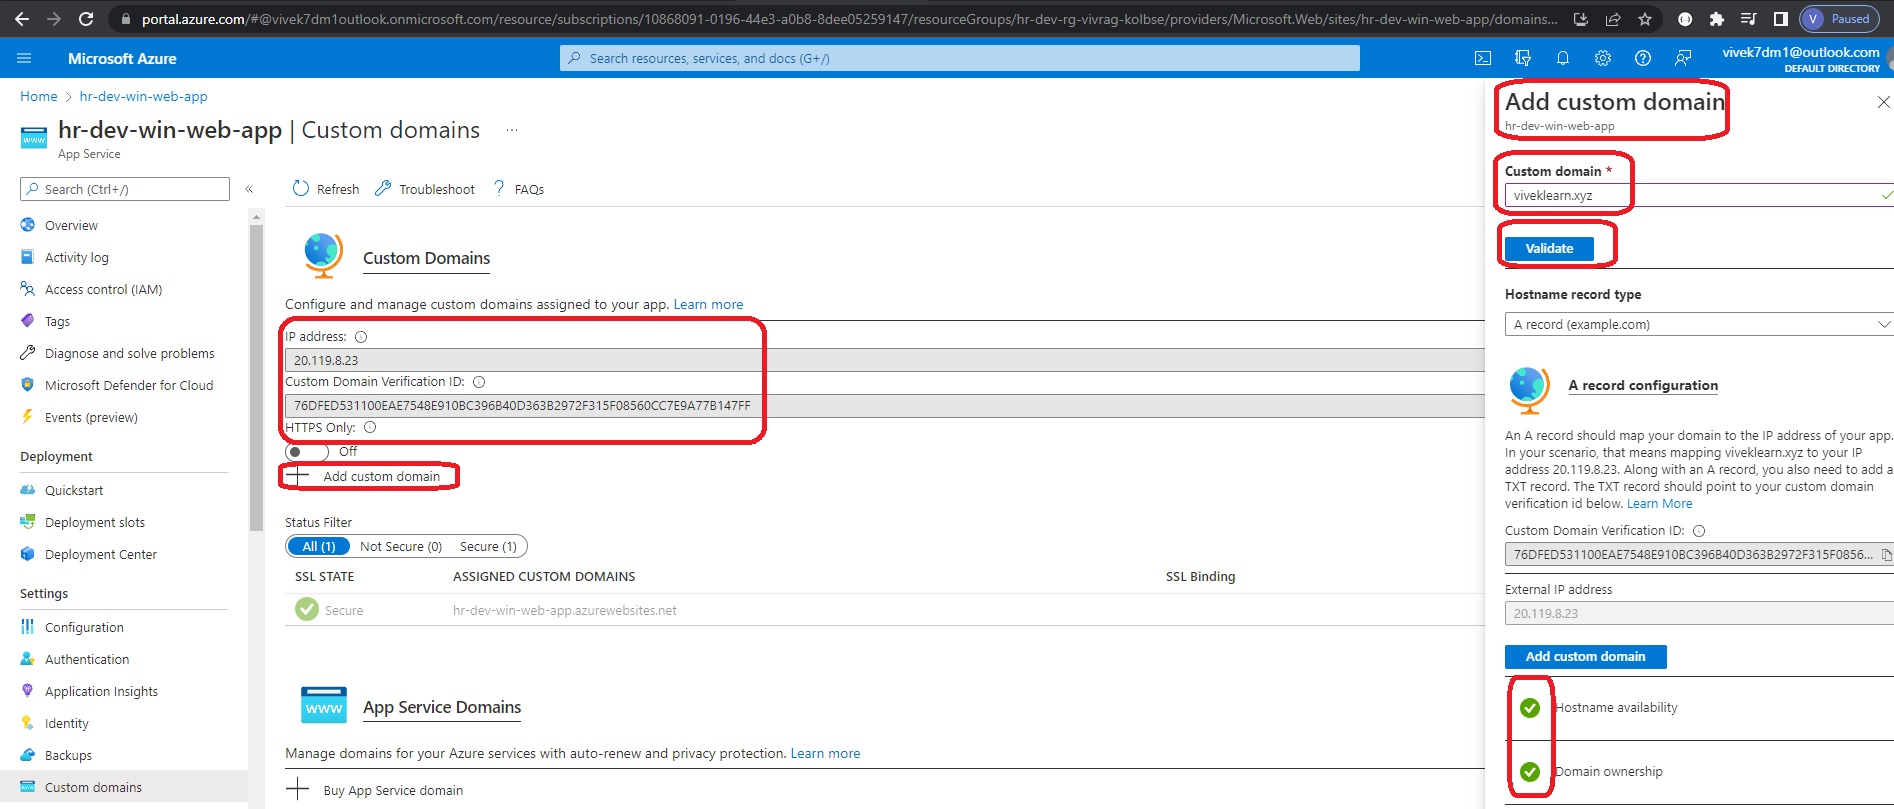 portal.azure.com/#@vivek7dm1outlook.onmicrosoft.com/resource/subscriptions/10868091-0196-44e3-a0b8-8dee05259147/resourceGroups/hr-dev-rg-vivrag-kolbse/providers/Microsoft.Web/sites/hr-dev-win-web-app/domains...
V Paused
Microsoft Azure
Search resources, services, and docs (G+/)
vivek7dm1@outlook.com
DEFAULT DIRECTORY
Home > hr-dev-win-web-app
hr-dev-win-web-app | Custom domains ...
App Service
Search (Ctrl+/) «
Overview
Activity log
Access control (IAM)
Tags
Diagnose and solve problems
Microsoft Defender for Cloud
Events (preview)
Deployment
Quickstart
Deployment slots
Deployment Center
Settings
Configuration
Authentication
Application Insights
Identity
Backups
Custom domains
Refresh Troubleshoot ? FAQs
Custom Domains
Configure and manage custom domains assigned to your app. Learn more
IP address:
20.119.8.23
Custom Domain Verification ID:
76DFED531100EAE7548E910BC396B40D363B2972F315F08560CC7E9A77B147FF
HTTPS Only:
Off
Add custom domain
Status Filter
All (1) Not Secure (0) Secure (1)
SSL STATE ASSIGNED CUSTOM DOMAINS SSL Binding
Secure hr-dev-win-web-app.azurewebsites.net
www
App Service Domains
Manage domains for your Azure services with auto-renew and privacy protection. Learn more
Buy App Service domain
Add custom domain
hr-dev-win-web-app
Custom domain *
viveklearn.xyz
Validate
Hostname record type
A record (example.com)
A record configuration
An A record should map your domain to the IP address of your app.
In your scenario, that means mapping viveklearn.xyz to your IP
address 20.119.8.23. Along with an A record, you also need to add a
TXT record. The TXT record should point to your custom domain
verification id below. Learn More
Custom Domain Verification ID:
76DFED531100EAE7548E910BC396B40D363B2972F315F0856...
External IP address
20.119.8.23
Add custom domain
Hostname availability
Domain ownership